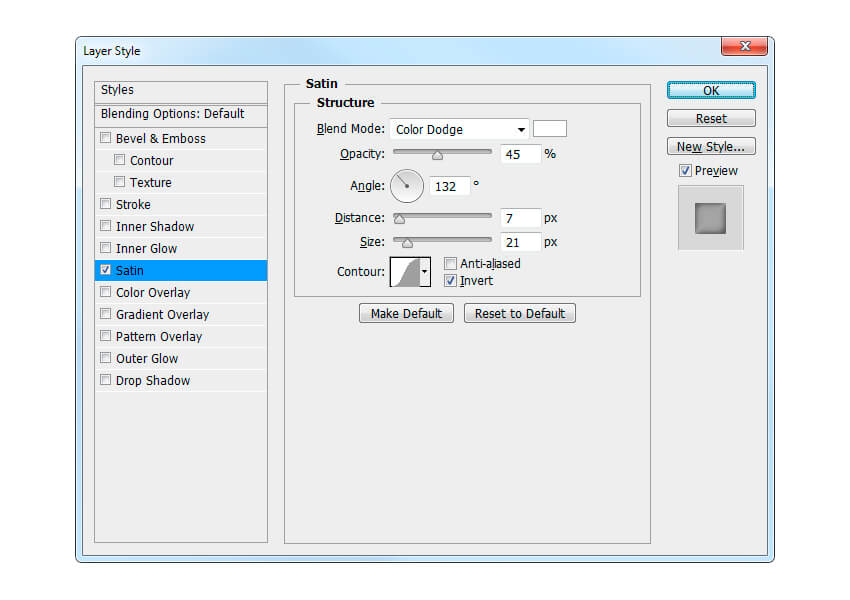 Layer Style
Styles
Blending Options: Default
Bevel & Emboss
Contour
Texture
Stroke
Inner Shadow
Inner Glow
Satin
Color Overlay
Gradient Overlay
Pattern Overlay
Outer Glow
Drop Shadow
Satin
Structure
Blend Mode: Color Dodge
Opacity: 45 %
Angle: 132 °
Distance: 7 px
Size: 21 px
Contour: Anti-aliased
Invert
Make Default Reset to Default
OK
Reset
New Style...
Preview